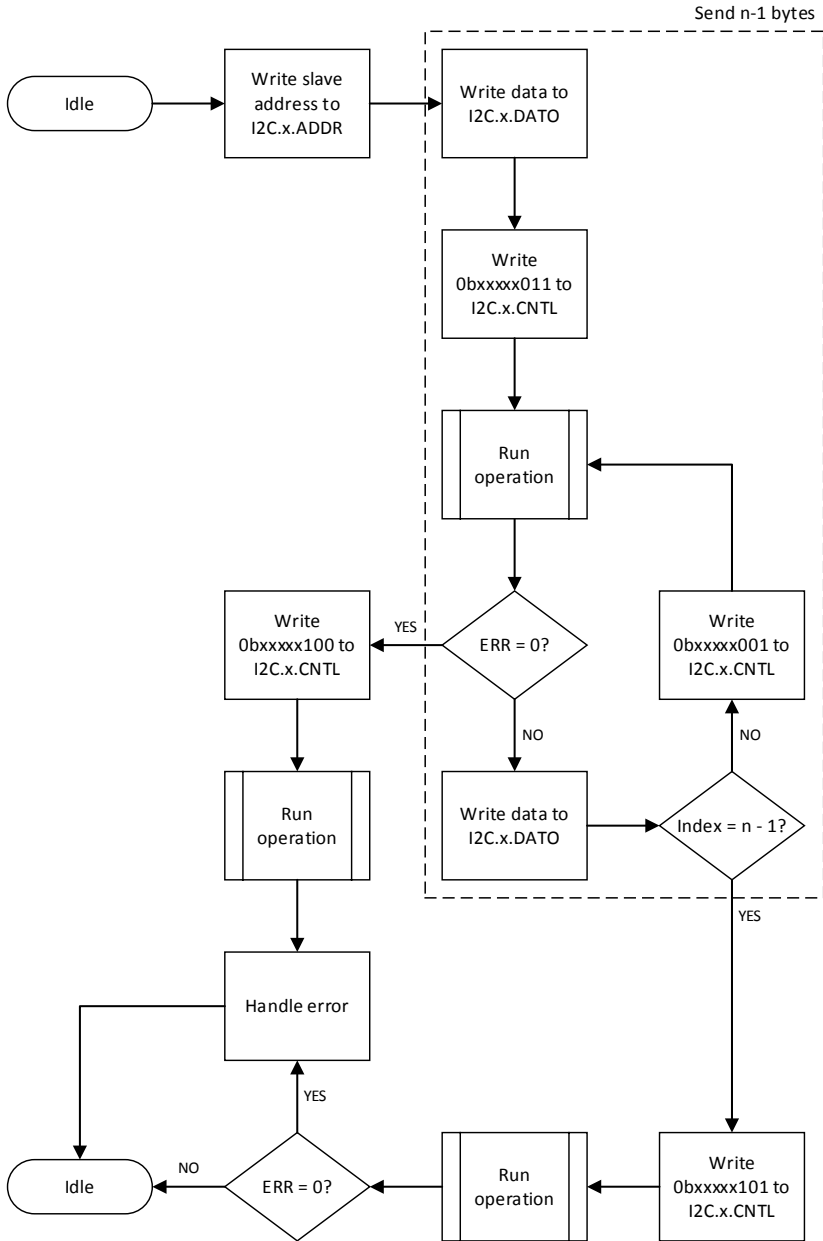 Send n-1 bytes
Idle
Write slave
address to
I2C.x.ADDR
Write data to
I2C.x.DATO
Write
0bxxxxx011 to
I2C.x.CNTL
Run
operation
Write
0bxxxxx100 to
I2C.x.CNTL
YES
ERR = 0?
Write
0bxxxxx001 to
I2C.x.CNTL
NO
NO
Run
operation
Write data to
I2C.x.DATO
Index = n - 1?
YES
Handle error
YES
Idle
NO
ERR = 0?
Run
operation
Write
0bxxxxx101 to
I2C.x.CNTL